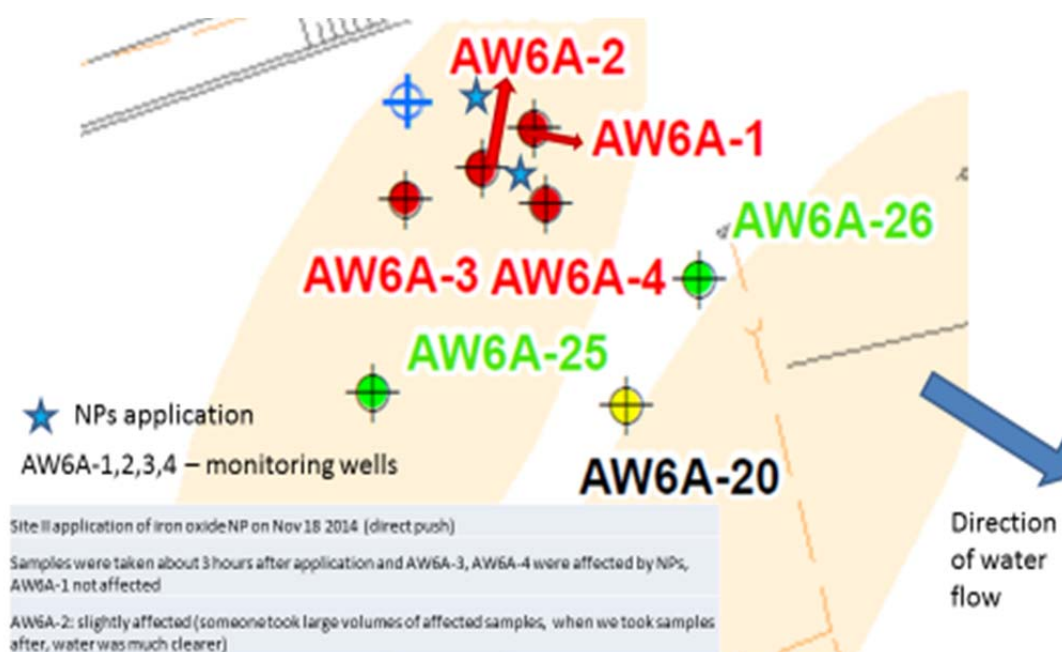 AW6A-2
AW6A-1
AW6A-26
AW6A-3 AW6A-4
AW6A-25
NPs application
AW6A-1,2,3,4 – monitoring wells
AW6A-20
Direction
of water
flow
Site II application of iron oxide NP on Nov 18 2014 (direct push)
Samples were taken about 3 hours after application and AW6A-3, AW6A-4 were affected by NPs,
AW6A-1 not affected
AW6A-2: slightly affected (someone took large volumes of affected samples, when we took samples
after, water was much clearer)